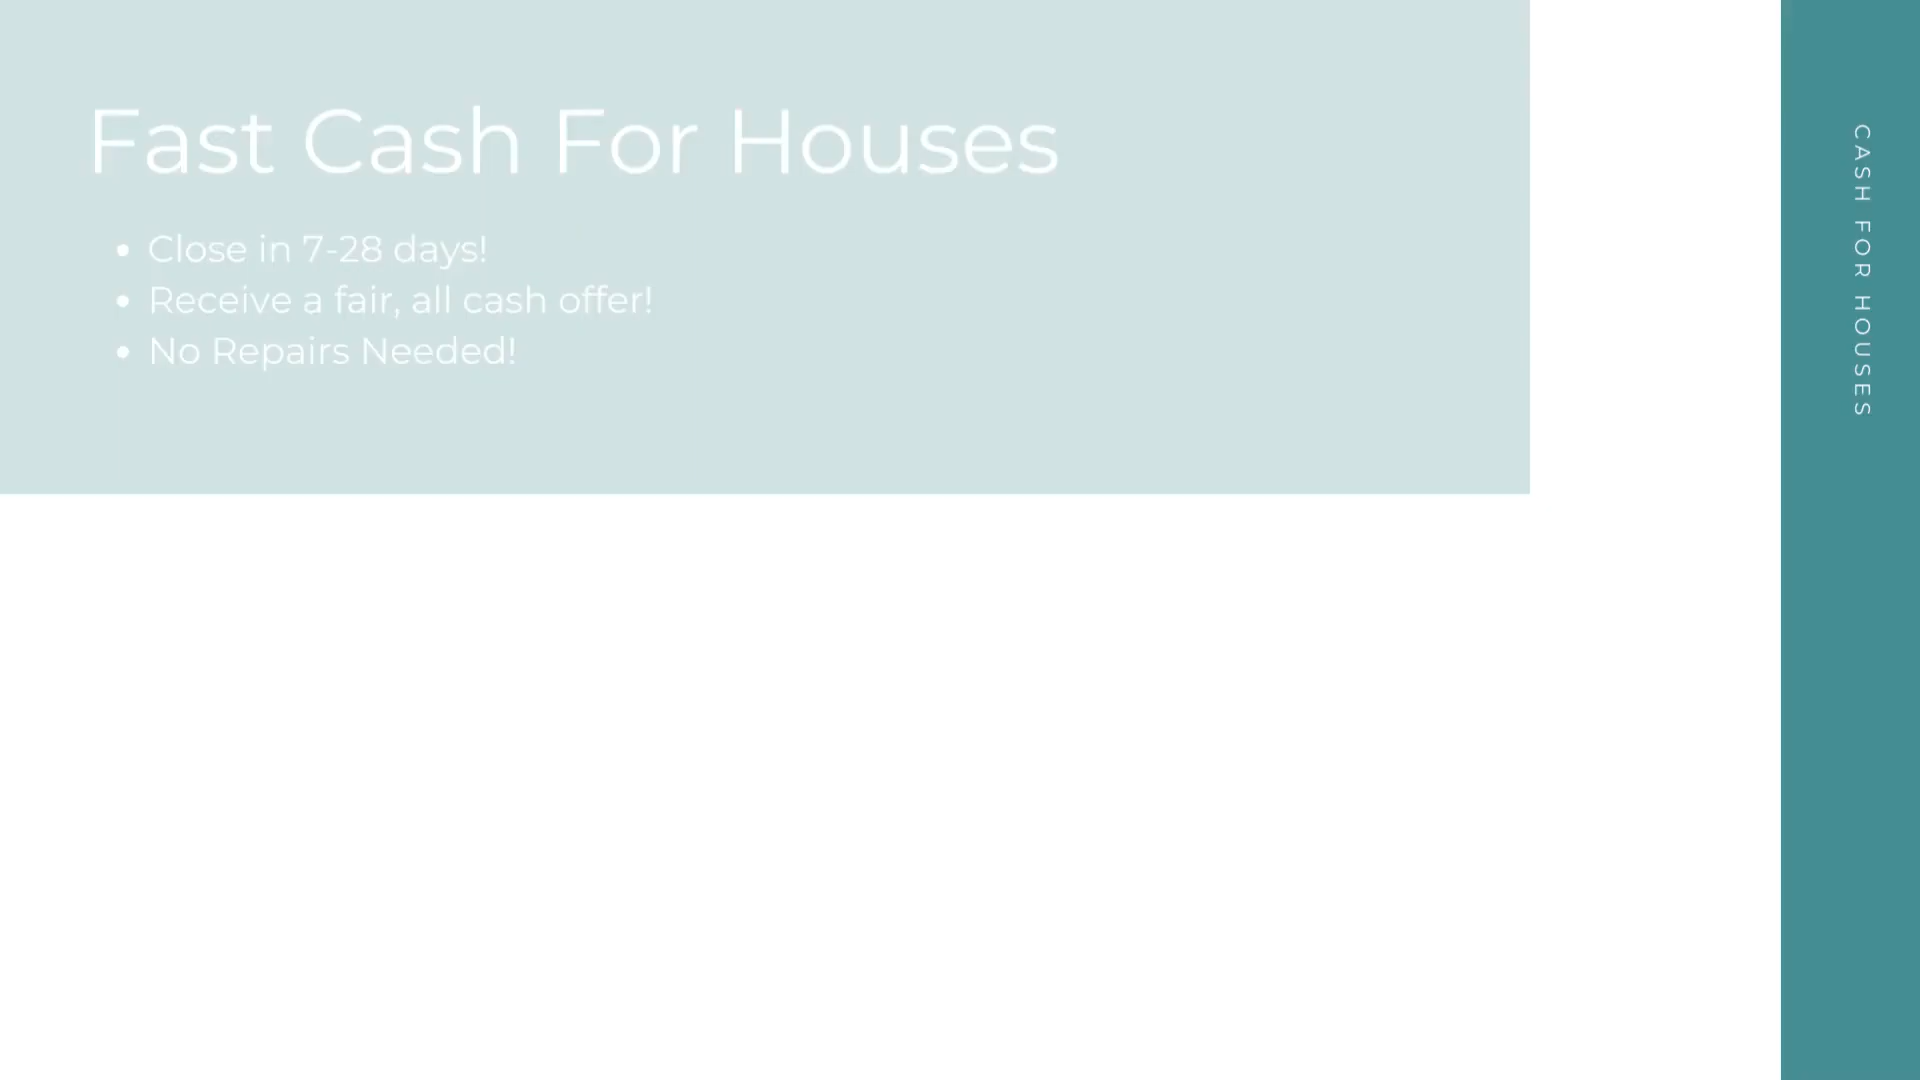 Fast Cash For Houses
• Close in 7-28 days!
• Receive a fair, all cash offer!
• No Repairs Needed!
CASH FOR HOUSES